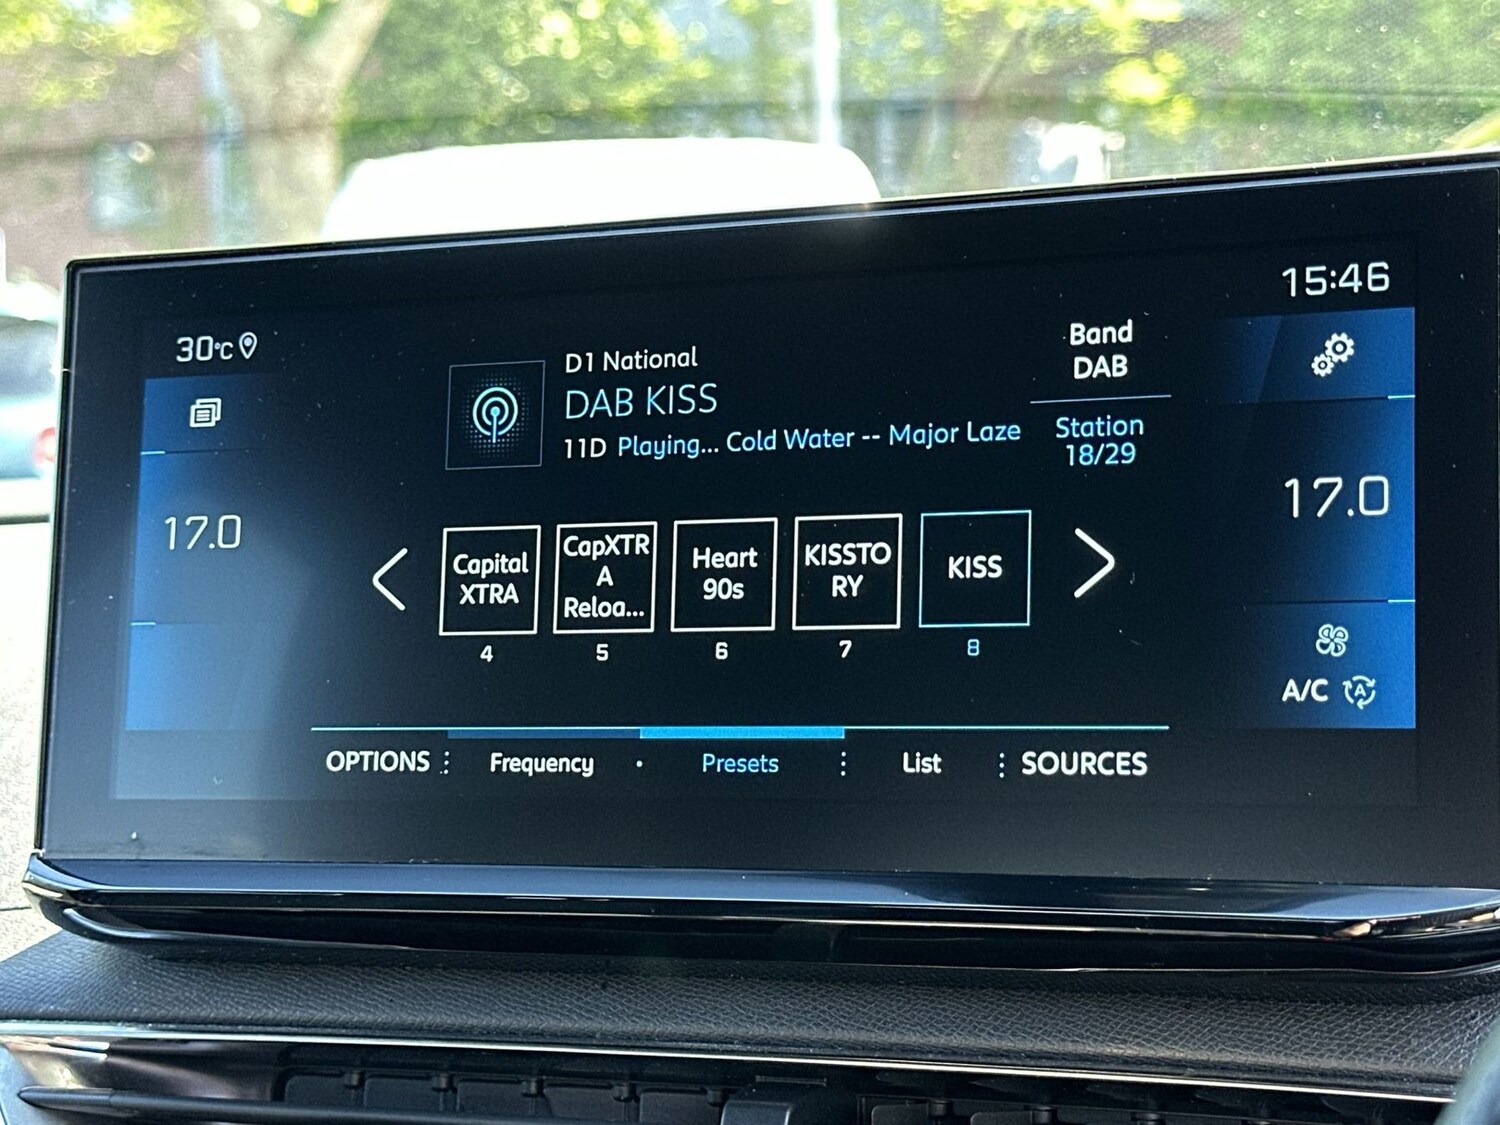 15:46
30°C
D1 National
DAB KISS
11D Playing... Cold Water -- Major Laze
Band
DAB
Station
18/29
17.0
17.0
Capital
XTRA
4
CapXTR
A
Reloa...
5
Heart
90s
6
KISSTO
RY
7
KISS
8
A/C
A
OPTIONS
Frequency
Presets
List
SOURCES